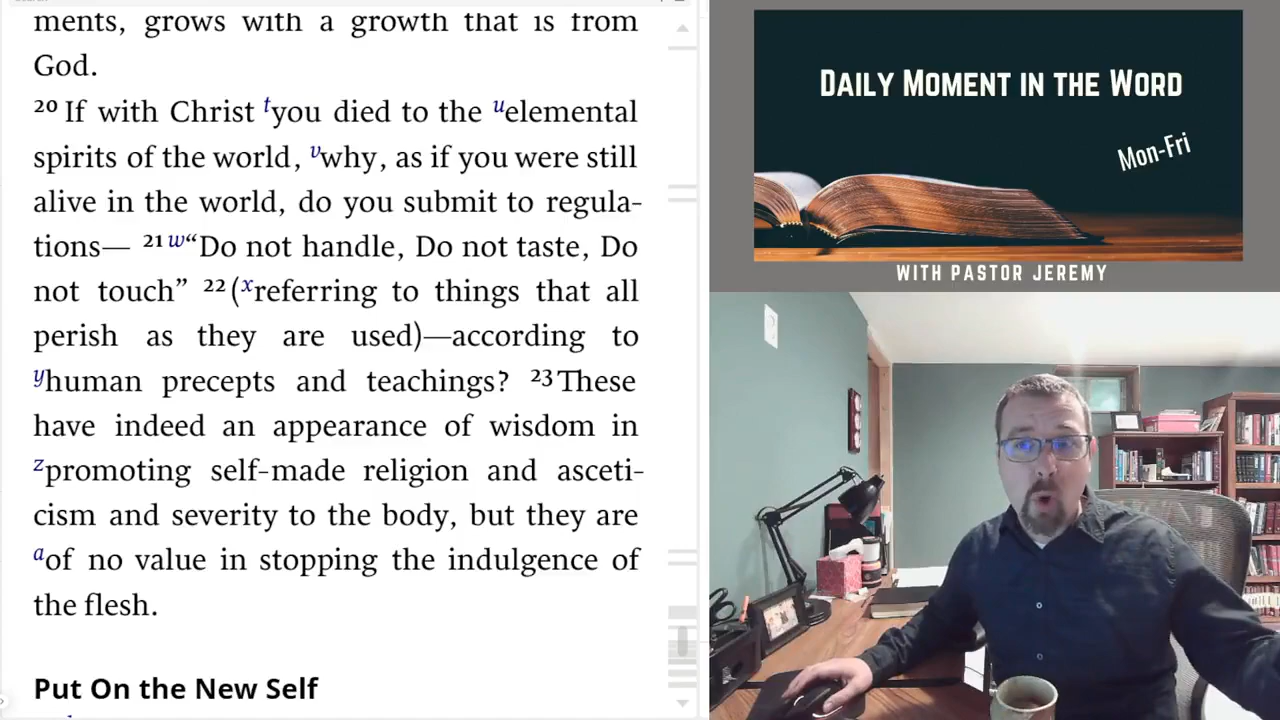 ments, grows with a growth that is from
God.
20 If with Christ tyou died to the uelemental
spirits of the world, vwhy, as if you were still
alive in the world, do you submit to regula-
tions— 21 w“Do not handle, Do not taste, Do
not touch” 22 (xreferring to things that all
perish as they are used)—according to
yhuman precepts and teachings? 23 These
have indeed an appearance of wisdom in
zpromoting self-made religion and asceti-
cism and severity to the body, but they are
aof no value in stopping the indulgence of
the flesh.
Put On the New Self
DAILY MOMENT IN THE WORD
Mon-Fri
WITH PASTOR JEREMY